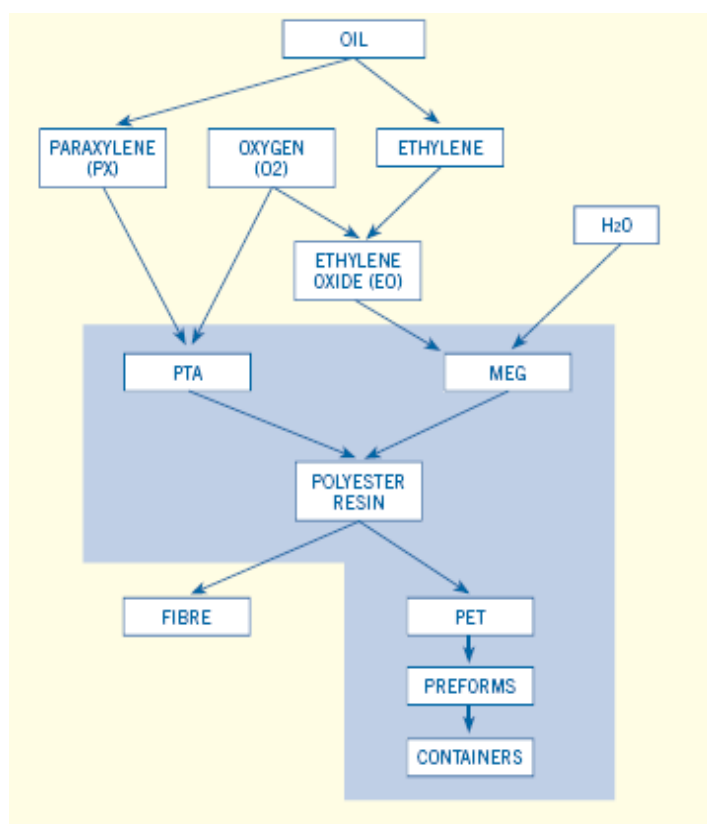 OIL
PARAXYLENE
(PX)
OXYGEN
(O2)
ETHYLENE
H2O
ETHYLENE
OXIDE (EO)
PTA
MEG
POLYESTER
RESIN
FIBRE
PET
PREFORMS
CONTAINERS